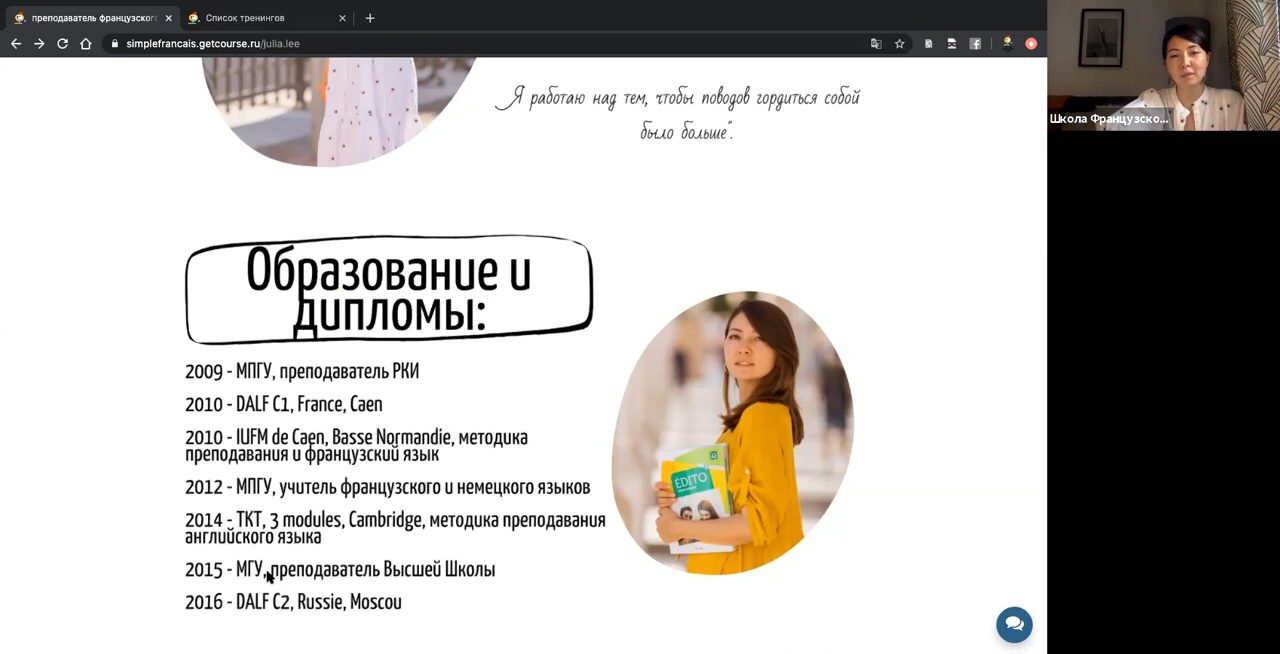 преподаватель французского
Список тренингов
simplefrancais.getcourse.ru/julia.lee
Школа Французско...
Я работаю над тем, чтобы поводов гордиться собой
было больше".
Образование и
дипломы:
2009 - МПГУ, преподаватель РКИ
2010 - DALF C1, France, Caen
2010 - IUFM de Caen, Basse Normandie, методика
преподавания и французский язык
2012 - МПГУ, учитель французского и немецкого языков
2014 - TKT, 3 modules, Cambridge, методика преподавания
английского языка
2015 - МГУ, преподаватель Высшей Школы
2016 - DALF C2, Russie, Moscou
EDITO